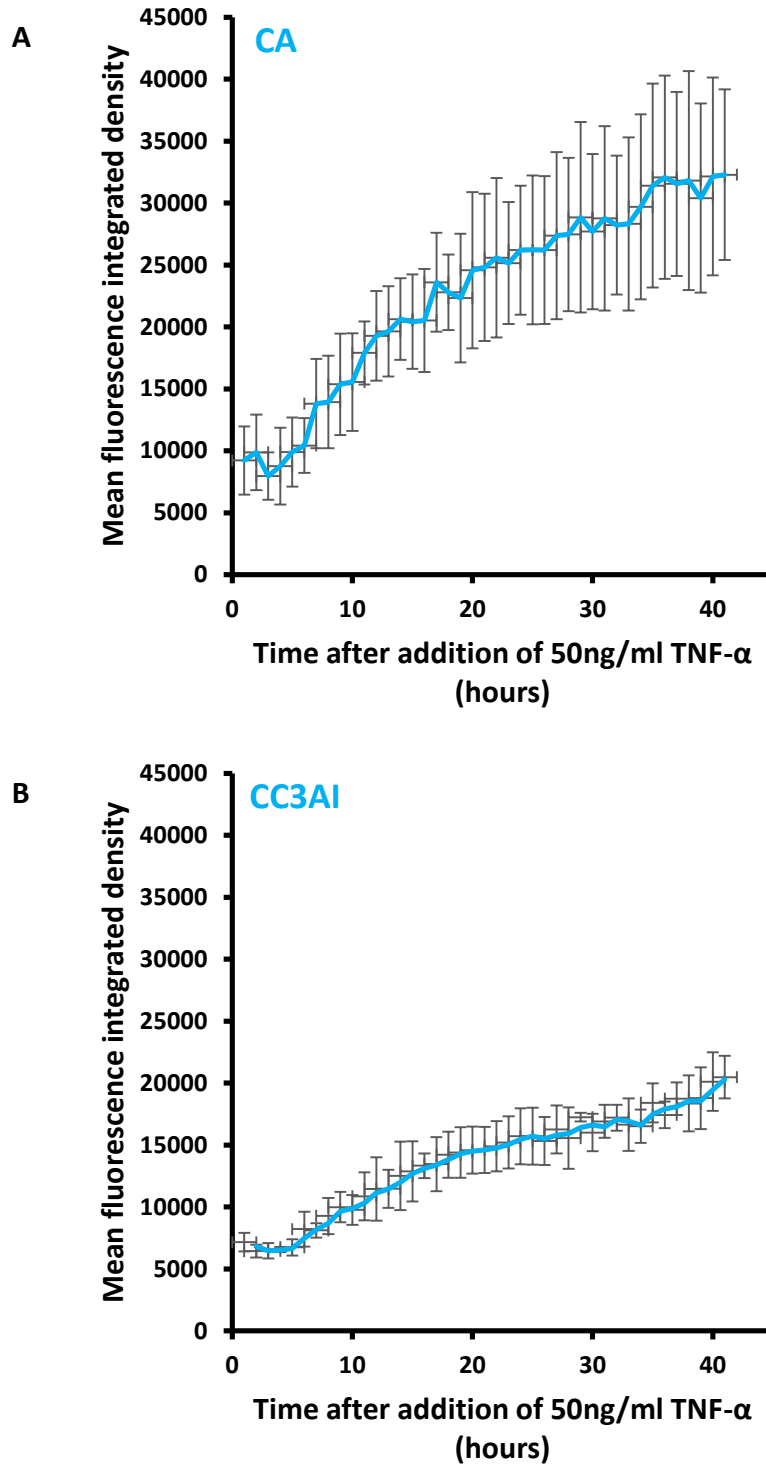 A
CA
Mean fluorescence integrated density
45000
40000
35000
30000
25000
20000
15000
10000
5000
0
0 10 20 30 40
Time after addition of 50ng/ml TNF-α
(hours)
B
CC3AI
Mean fluorescence integrated density
45000
40000
35000
30000
25000
20000
15000
10000
5000
0
0 10 20 30 40
Time after addition of 50ng/ml TNF-α
(hours)